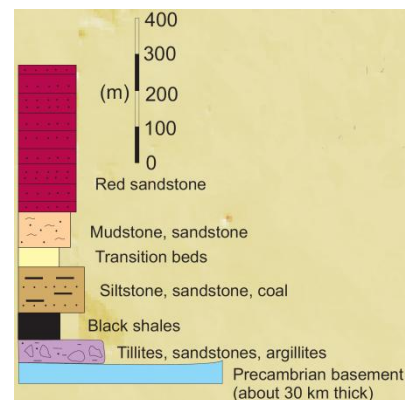 400
300
(m) 200
100
0
Red sandstone
Mudstone, sandstone
Transition beds
Siltstone, sandstone, coal
Black shales
Tillites, sandstones, argillites
Precambrian basement
(about 30 km thick)